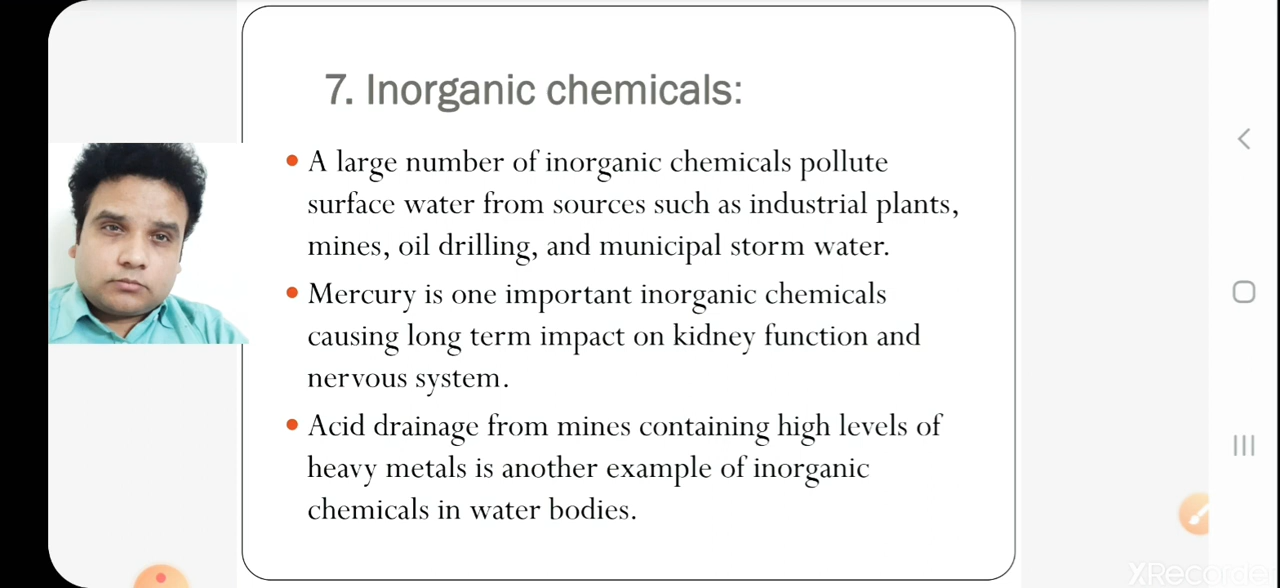 7. Inorganic chemicals:
• A large number of inorganic chemicals pollute
surface water from sources such as industrial plants,
mines, oil drilling, and municipal storm water.
• Mercury is one important inorganic chemicals
causing long term impact on kidney function and
nervous system.
• Acid drainage from mines containing high levels of
heavy metals is another example of inorganic
chemicals in water bodies.
XRecorder